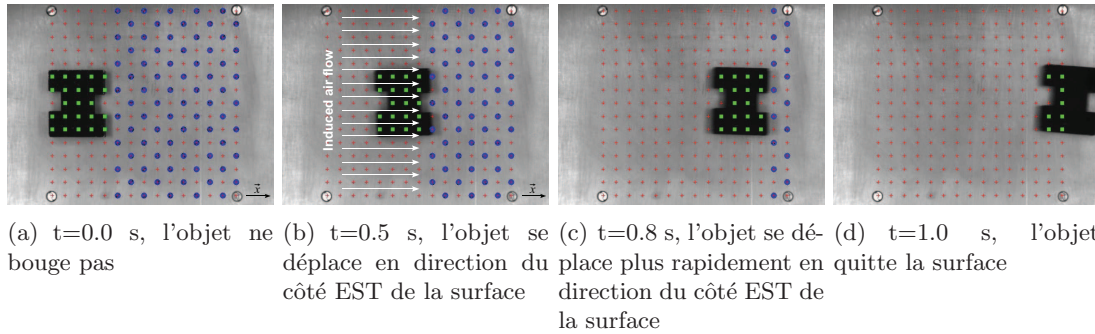 Induced air flow
x
x
(a) t=0.0 s, l'objet ne
bouge pas
(b) t=0.5 s, l'objet se
déplace en direction du
côté EST de la surface
(c) t=0.8 s, l'objet se dé-
place plus rapidement en
direction du côté EST de
la surface
(d) t=1.0 s, l'objet
quitte la surface